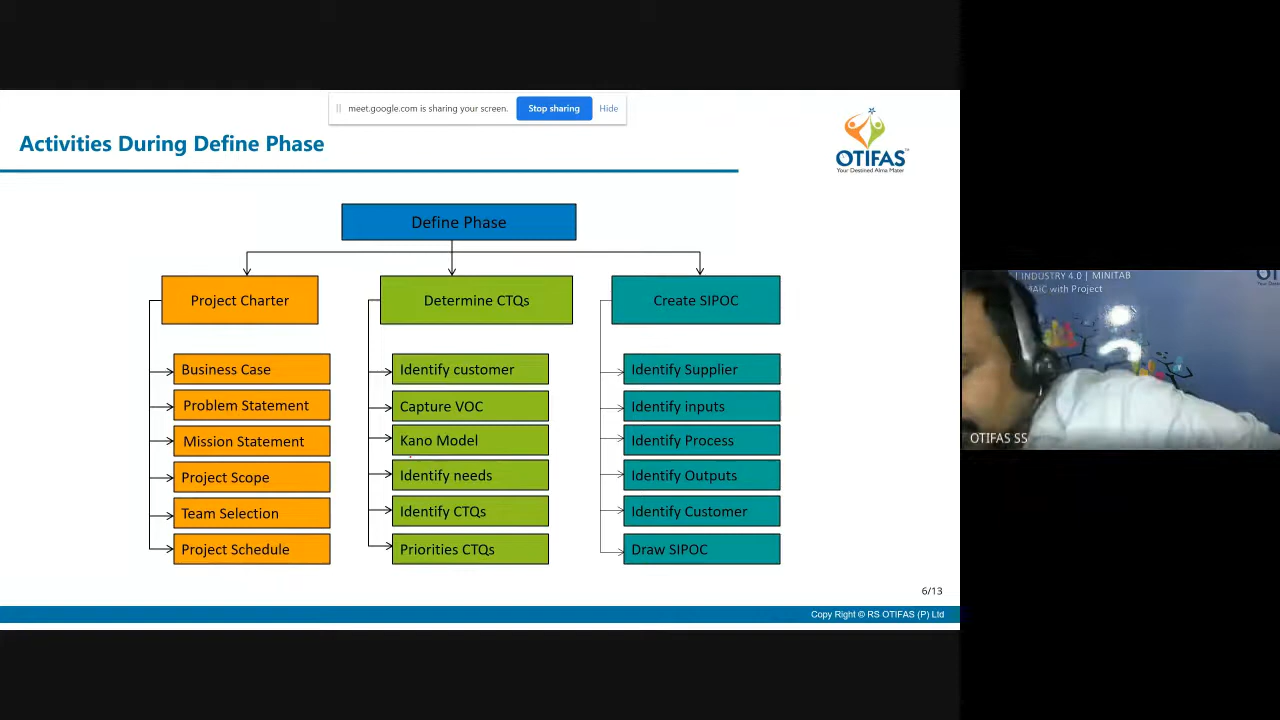 meet.google.com is sharing your screen. Stop sharing Hide
Activities During Define Phase
OTIFAS
Your Destined Alma Mater
Define Phase
Project Charter
Determine CTQs
Create SIPOC
Business Case
Identify customer
Identify Supplier
Problem Statement
Capture VOC
Identify inputs
Mission Statement
Kano Model
Identify Process
Project Scope
Identify needs
Identify Outputs
Team Selection
Identify CTQs
Identify Customer
Project Schedule
Priorities CTQs
Draw SIPOC
6/13
Copy Right © RS OTIFAS (P) Ltd
| INDUSTRY 4.0 | MINITAB
MAIC with Project
OTIFAS SS